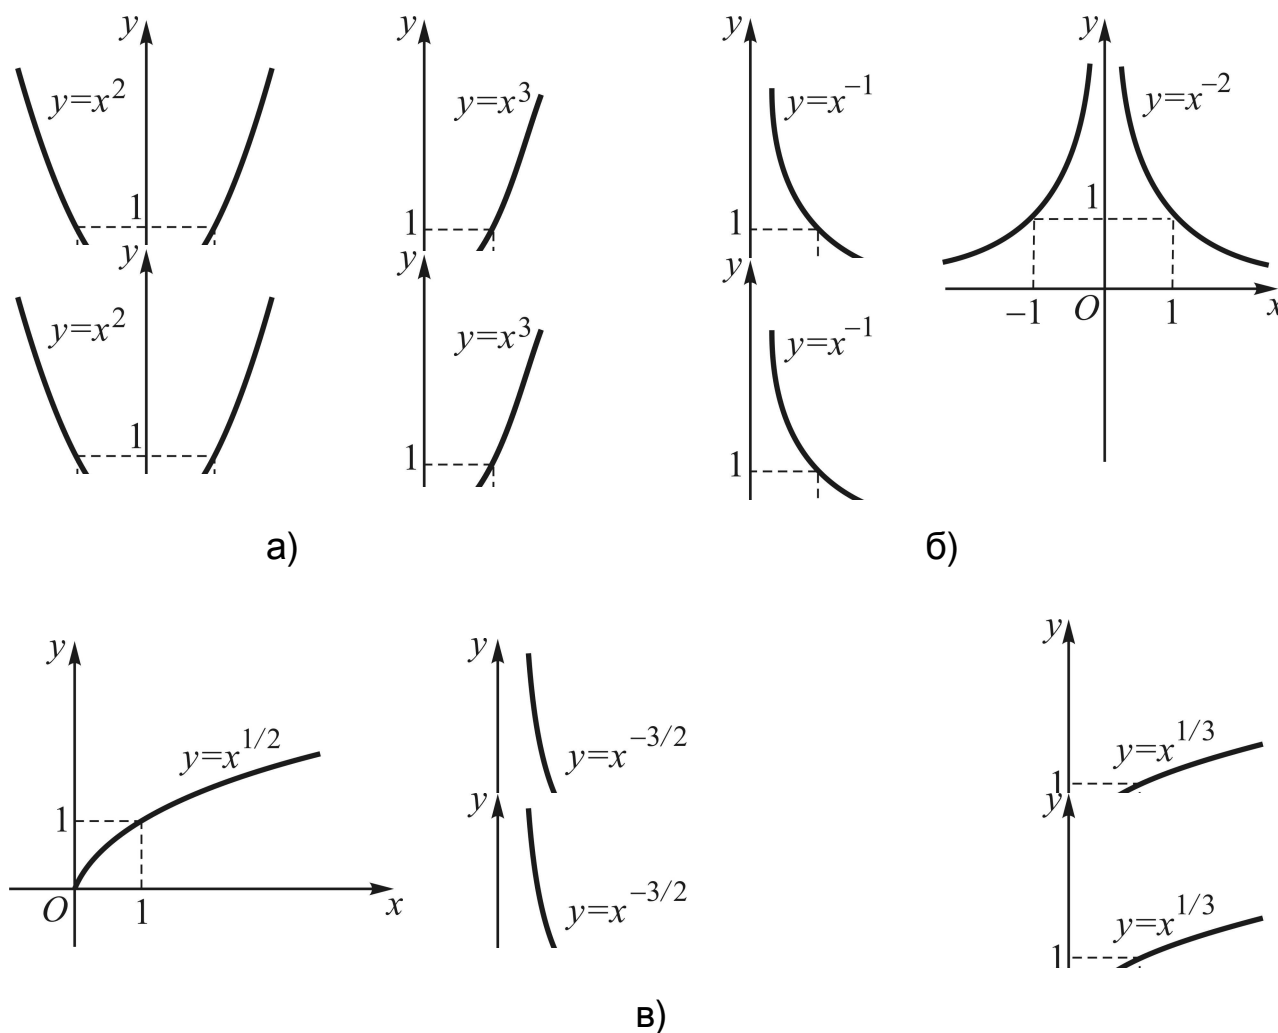 y
y=x^2
1
y
y=x^2
1
y
y=x^3
1
y
y=x^3
1
y
y=x^{-1}
1
y
y=x^{-1}
1
y
y=x^{-2}
1
−1 O 1 x
а)
б)
y
y=x^{1/2}
1
O 1 x
y
y=x^{-3/2}
y
y=x^{-3/2}
y
y=x^{1/3}
1
y
y=x^{1/3}
1
в)